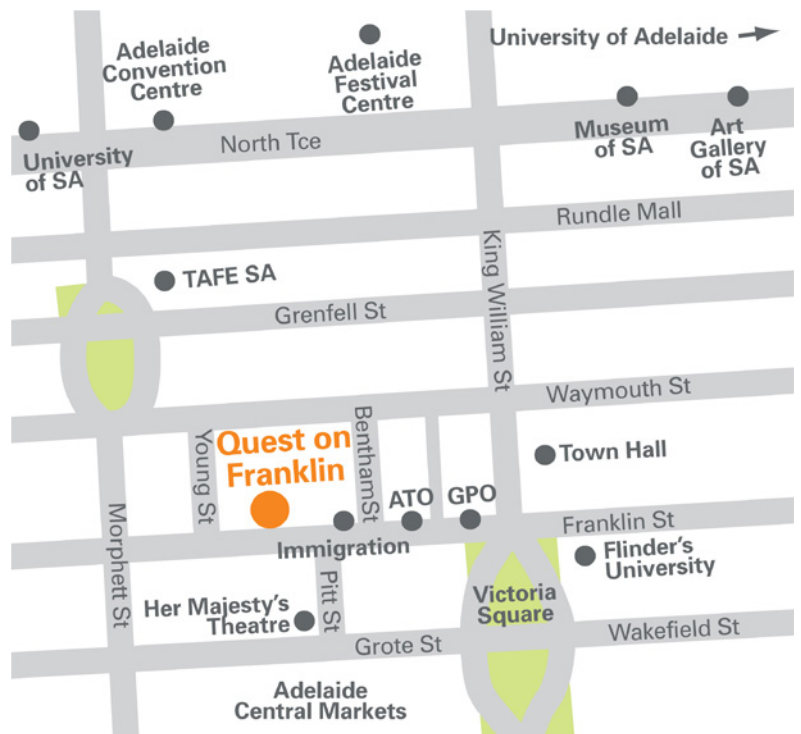 University of Adelaide
Adelaide
Convention
Centre
Adelaide
Festival
Centre
North Tce
University
of SA
Museum
of SA
Art
Gallery
of SA
Rundle Mall
King William St
TAFE SA
Grenfell St
Waymouth St
Young St
Quest on
Franklin
BenthamSt
Town Hall
ATO
GPO
Morphett St
Immigration
Franklin St
Flinder's
University
Pitt St
Victoria
Square
Her Majesty's
Theatre
Grote St
Wakefield St
Adelaide
Central Markets